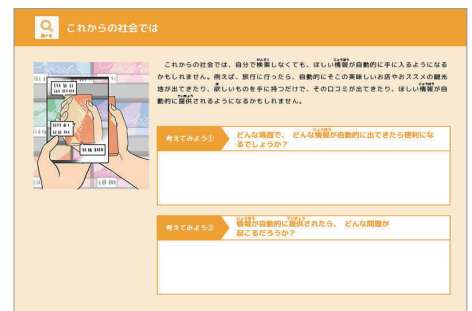 これからの社会では
これからの社会では、自分で検索しなくても、ほしい情報が自動的に手に入るようになる
かもしれません。例えば、旅行に行ったら、自動的にそこの美味しいお店やおススメの観光
地が出てきたり、欲しいものを手に持つだけで、その口コミが出てきたり、ほしい情報が自
動的に提供されるようになるかもしれません。
考えてみよう①
どんな場面で、どんな情報が自動的に出てきたら便利にな
るでしょうか？
考えてみよう②
情報が自動的に提供されたら、どんな問題が
起こるだろうか？